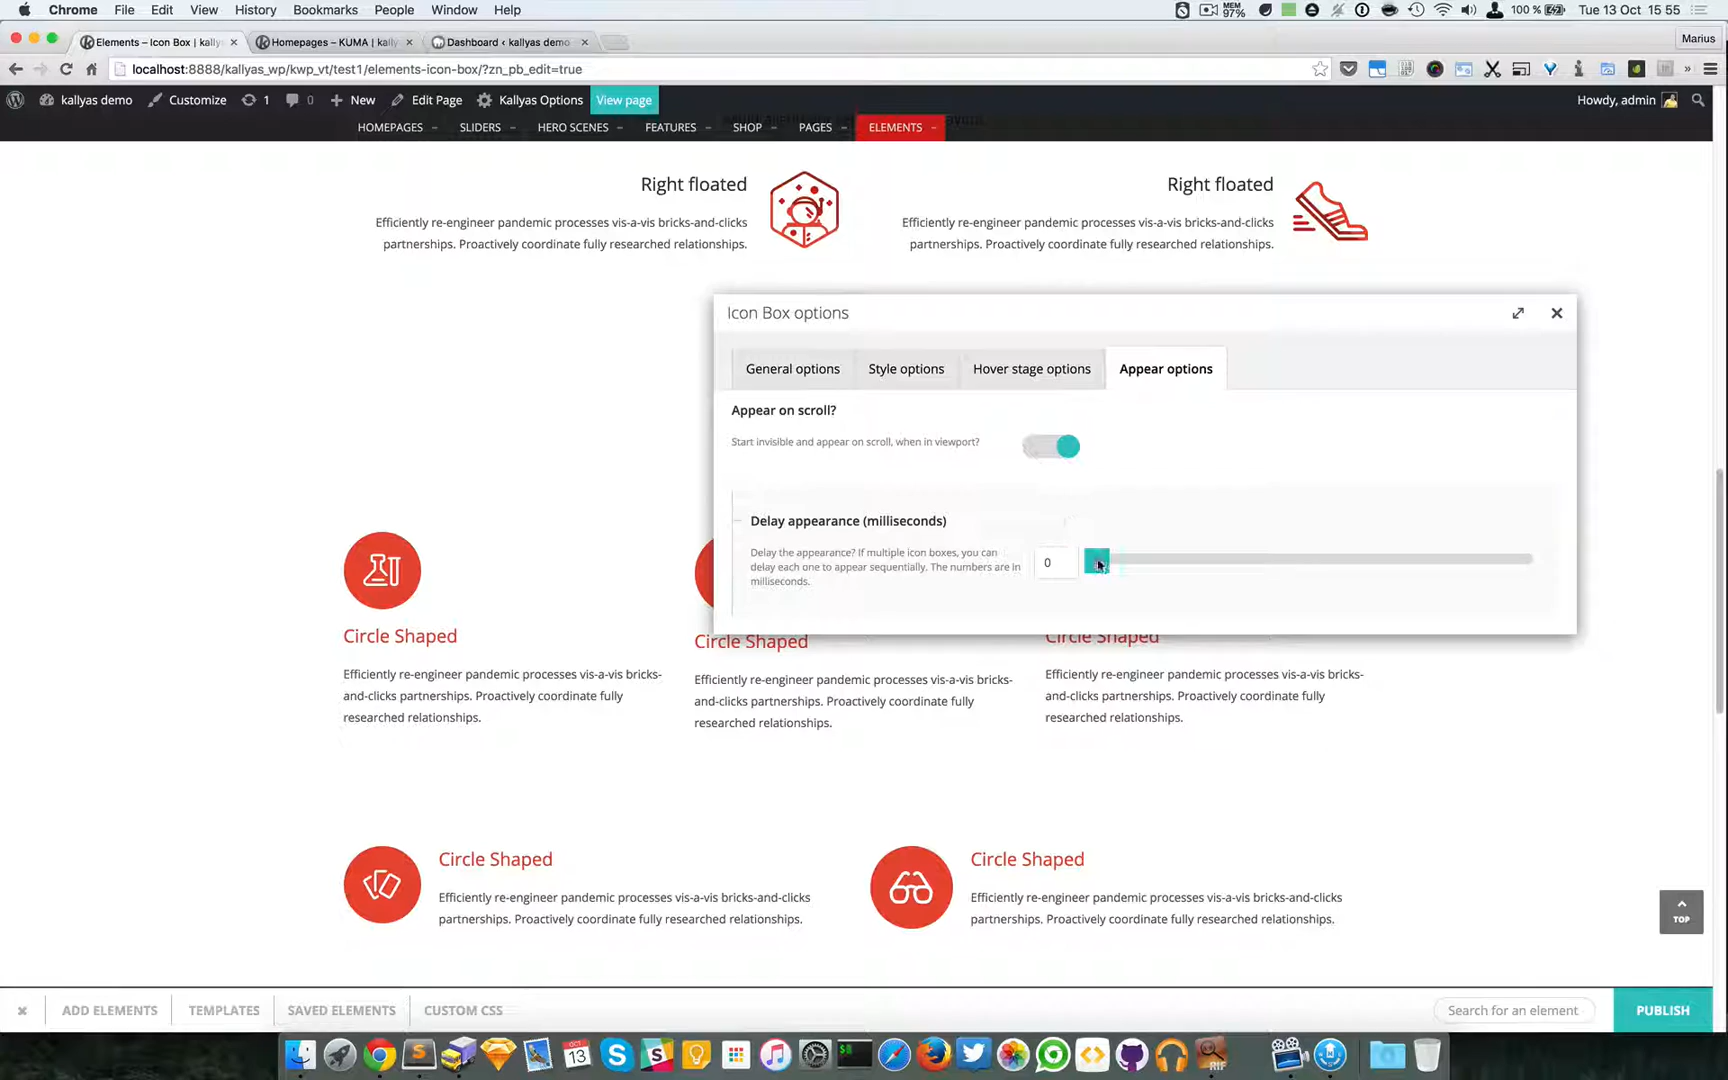 Chrome File Edit View History Bookmarks People Window Help
MEM 97% 100 % Tue 13 Oct 15 55
Elements – Icon Box | kally
Homepages – KUMA | kally
Dashboard ‹ kallyas demo
Marius
localhost:8888/kallyas_wp/kwp_vt/test1/elements-icon-box/?zn_pb_edit=true
kallyas demo Customize 1 0 New Edit Page Kallyas Options View page Howdy, admin
HOMEPAGES SLIDERS HERO SCENES FEATURES SHOP PAGES ELEMENTS
Right floated
Efficiently re-engineer pandemic processes vis-a-vis bricks-and-clicks
partnerships. Proactively coordinate fully researched relationships.
Right floated
Efficiently re-engineer pandemic processes vis-a-vis bricks-and-clicks
partnerships. Proactively coordinate fully researched relationships.
Icon Box options
General options Style options Hover stage options Appear options
Appear on scroll?
Start invisible and appear on scroll, when in viewport?
Delay appearance (milliseconds)
Delay the appearance? If multiple icon boxes, you can
delay each one to appear sequentially. The numbers are in
milliseconds.
0
Circle Shaped
Efficiently re-engineer pandemic processes vis-a-vis bricks-
and-clicks partnerships. Proactively coordinate fully
researched relationships.
Circle Shaped
Efficiently re-engineer pandemic processes vis-a-vis bricks-
and-clicks partnerships. Proactively coordinate fully
researched relationships.
Circle Shaped
Efficiently re-engineer pandemic processes vis-a-vis bricks-
and-clicks partnerships. Proactively coordinate fully
researched relationships.
Circle Shaped
Efficiently re-engineer pandemic processes vis-a-vis bricks-and-clicks
partnerships. Proactively coordinate fully researched relationships.
Circle Shaped
Efficiently re-engineer pandemic processes vis-a-vis bricks-and-clicks
partnerships. Proactively coordinate fully researched relationships.
TOP
ADD ELEMENTS TEMPLATES SAVED ELEMENTS CUSTOM CSS Search for an element PUBLISH
13
RIF